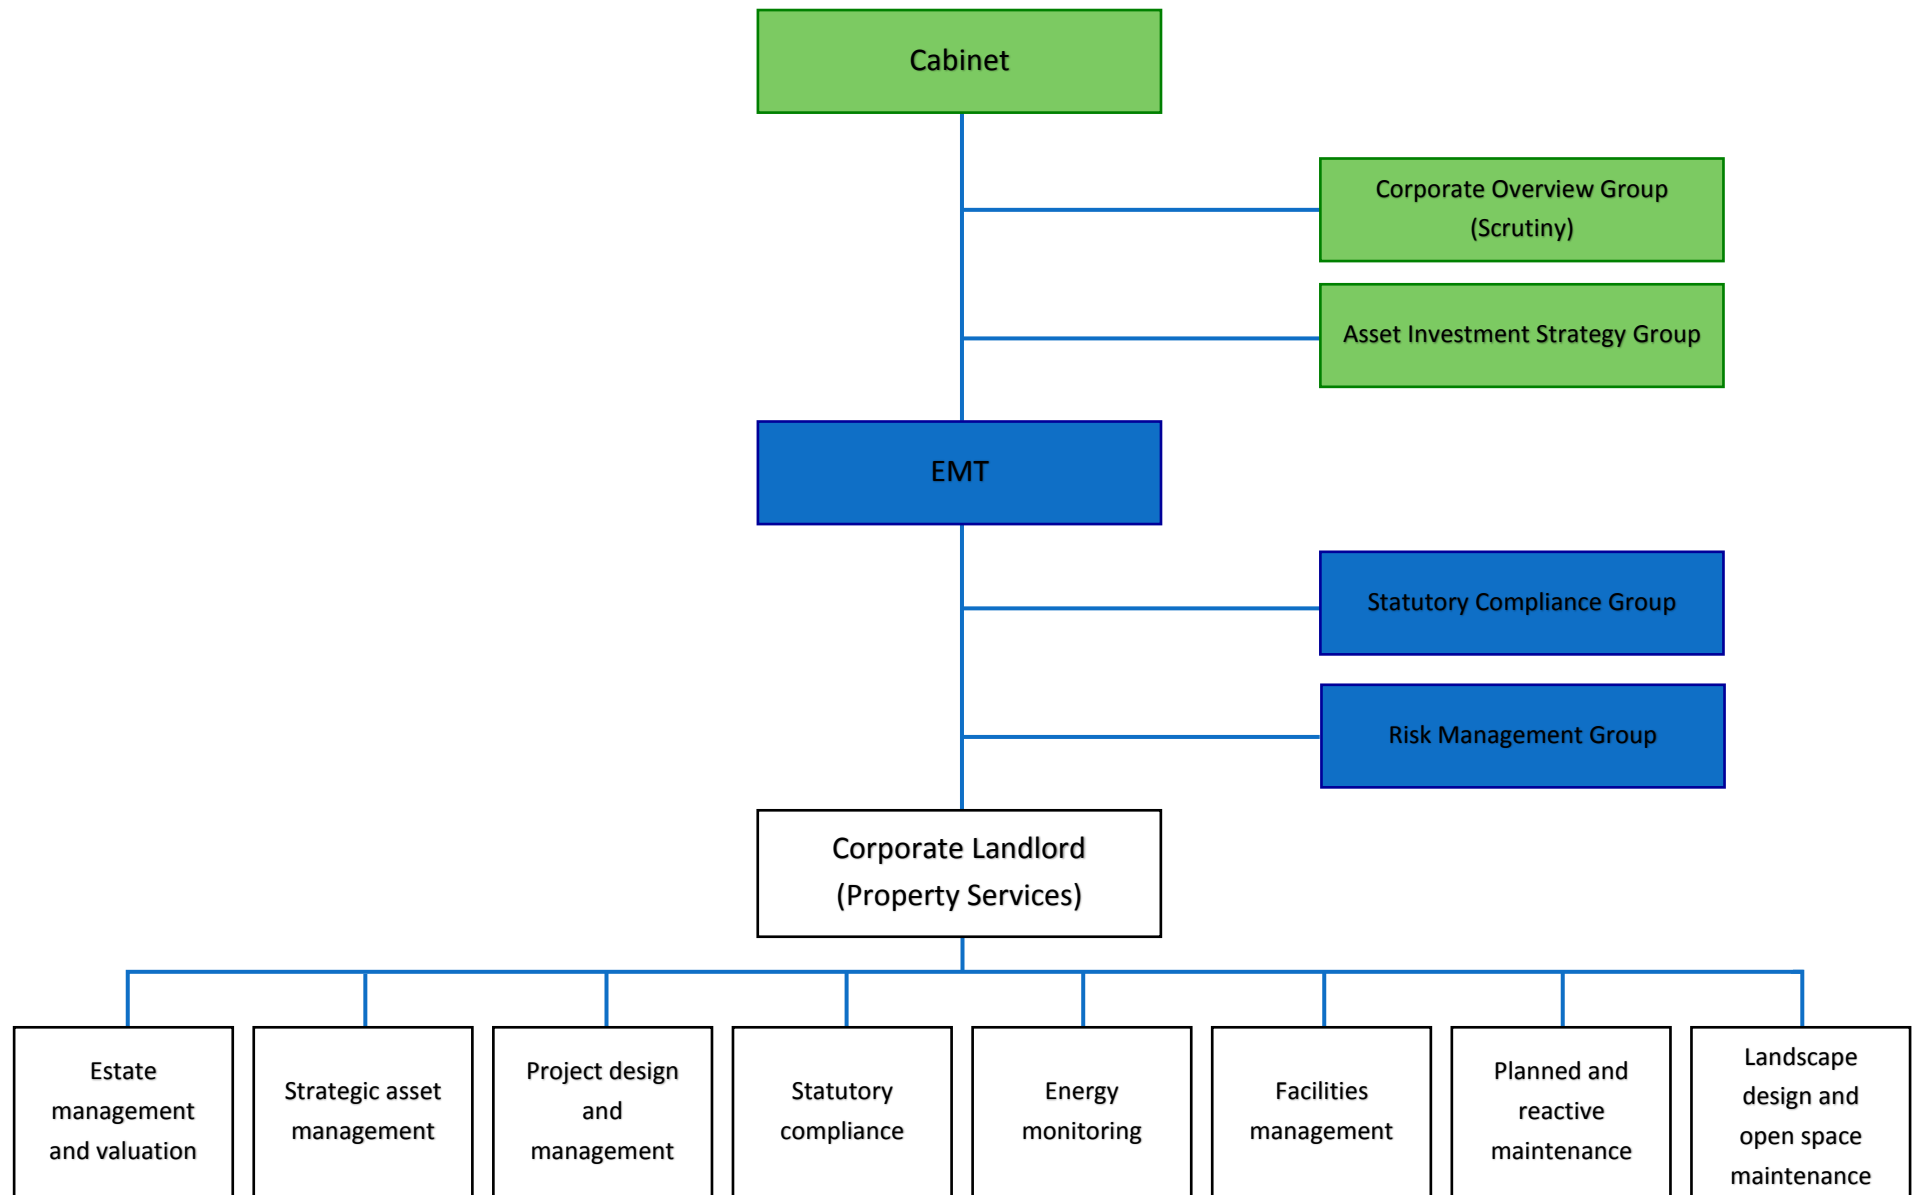 Cabinet
Corporate Overview Group
(Scrutiny)
Asset Investment Strategy Group
EMT
Statutory Compliance Group
Risk Management Group
Corporate Landlord
(Property Services)
Estate
management
and valuation
Strategic asset
management
Project design
and
management
Statutory
compliance
Energy
monitoring
Facilities
management
Planned and
reactive
maintenance
Landscape
design and
open space
maintenance